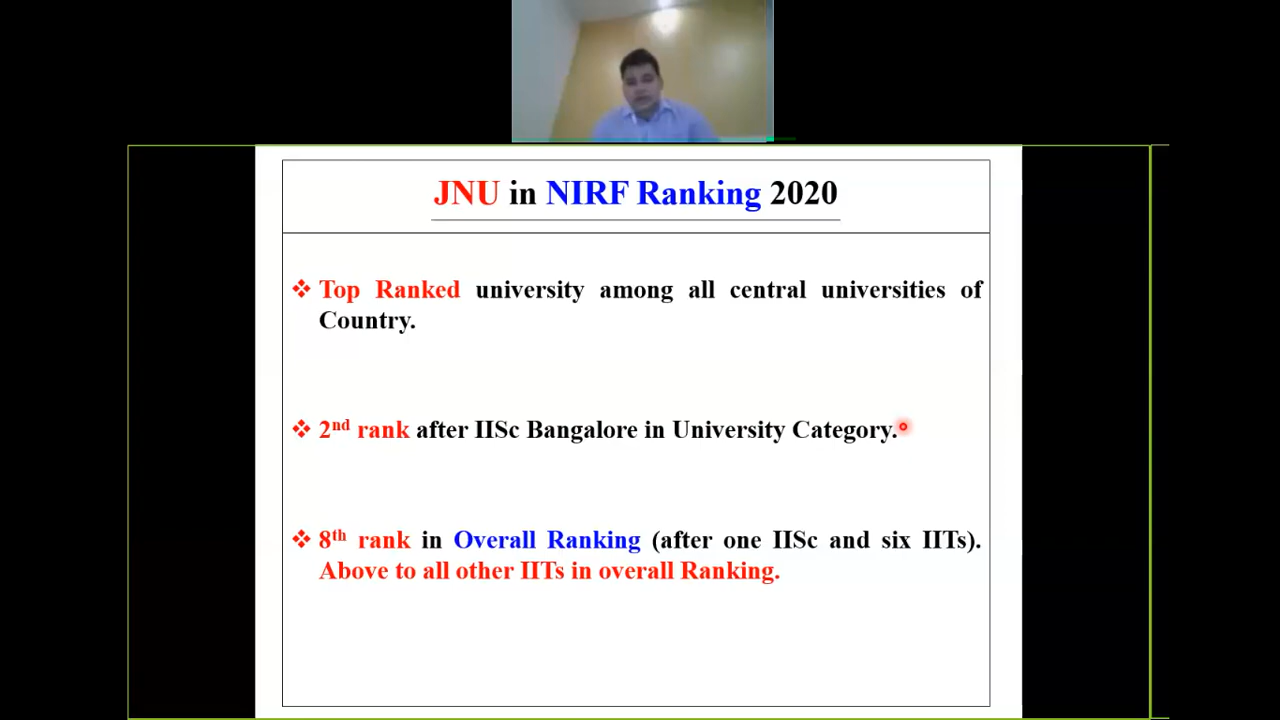 JNU in NIRF Ranking 2020
❖ Top Ranked university among all central universities of
Country.
❖ 2nd rank after IISc Bangalore in University Category.
❖ 8th rank in Overall Ranking (after one IISc and six IITs).
Above to all other IITs in overall Ranking.